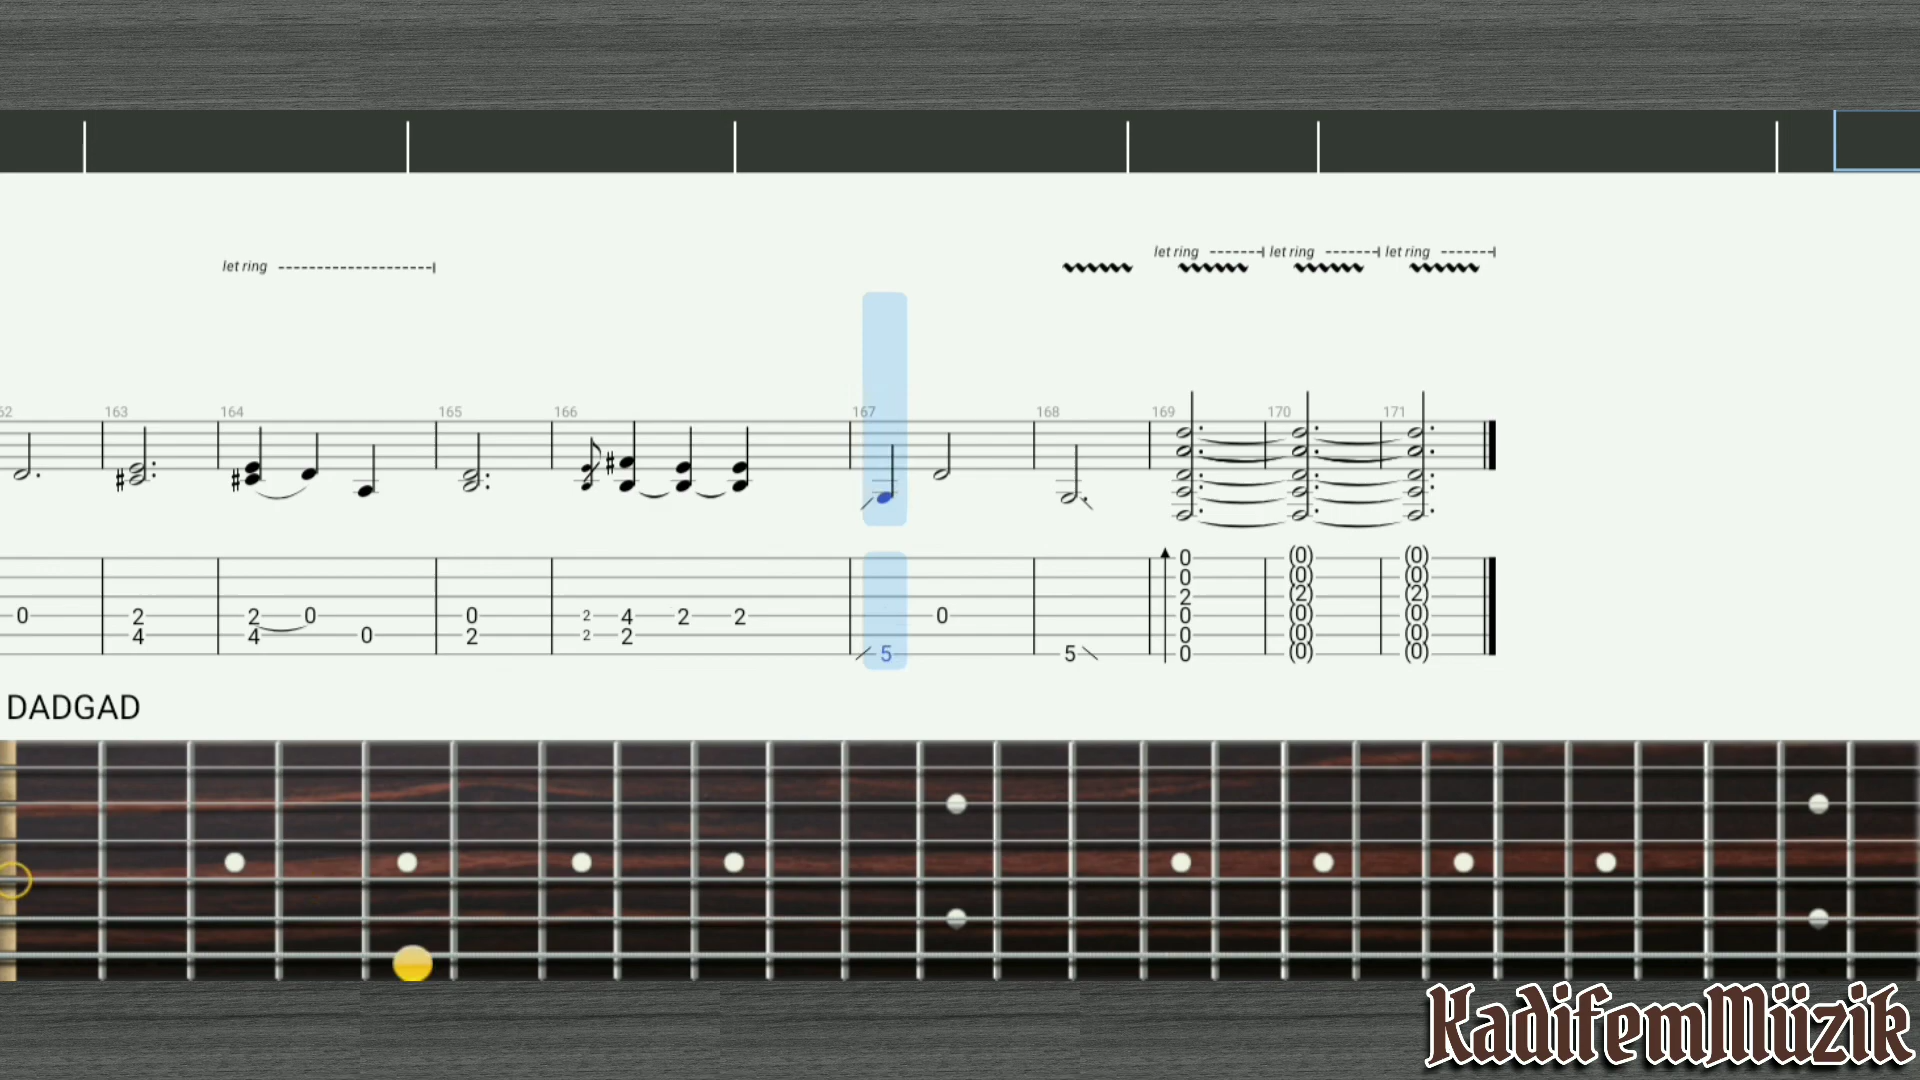 let ring let ring let ring let ring
163 164 165 166 167 168 169 170 171
0 (0) (0)
0 (0) (0)
2 (2) (2)
0 2 2 0 0 2 4 2 2 0 0 (0) (0)
4 4 0 2 2 2 0 (0) (0)
5 5 0 (0) (0)
DADGAD
KadifemMüzik